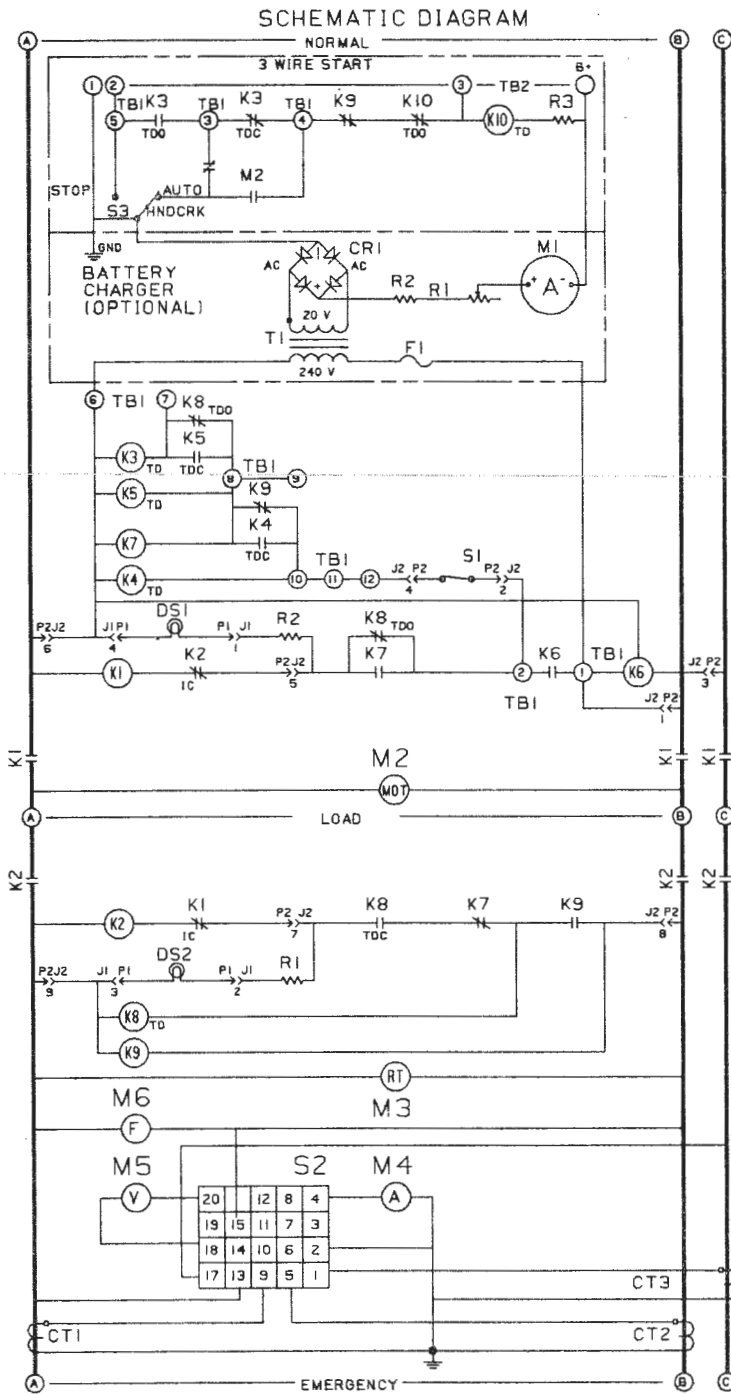 SCHEMATIC DIAGRAM
A NORMAL B C
3 WIRE START
1 2 3 TB2 B+
TB1 K3 TB1 K3 TB1 K9 K10 R3
5 3 4 K10 TD
TDO TDC TDO
M2
STOP AUTO
S3 HNDCRK
GND CR1 M1
AC AC
BATTERY
CHARGER
(OPTIONAL)
R2 R1 + A -
20 V
T1 F1
240 V
6 TB1 7 K8 TDO
K5
K3 TD TDC TB1
8 9
K5 TD K9
K4
K7 TDC TB1 S1
K4 TD 10 11 12 J2 P2 P2 J2
4 2
DS1 K8 TDO
P2J2 J1P1 P1 J1 R2
6 4 1
K2 K7 K6 TB1
K1 P2J2 2 1 K6 J2 P2
1C 5 3
TB1 J2 P2
1
K1 K1 K1
M2
MOT
A LOAD B C
K2 K2 K2
K1 K8 K7 K9
K2 P2 J2 J2 P2
1C 7 TDC 8
DS2
P2J2 J1 P1 P1 J1 R1
9 3 2
K8 TD
K9
RT
M6 M3
F
M5 S2 M4
V 20 12 8 4 A
19 15 11 7 3
18 14 10 6 2
17 13 9 5 1
CT3
CT1 CT2
A EMERGENCY B C